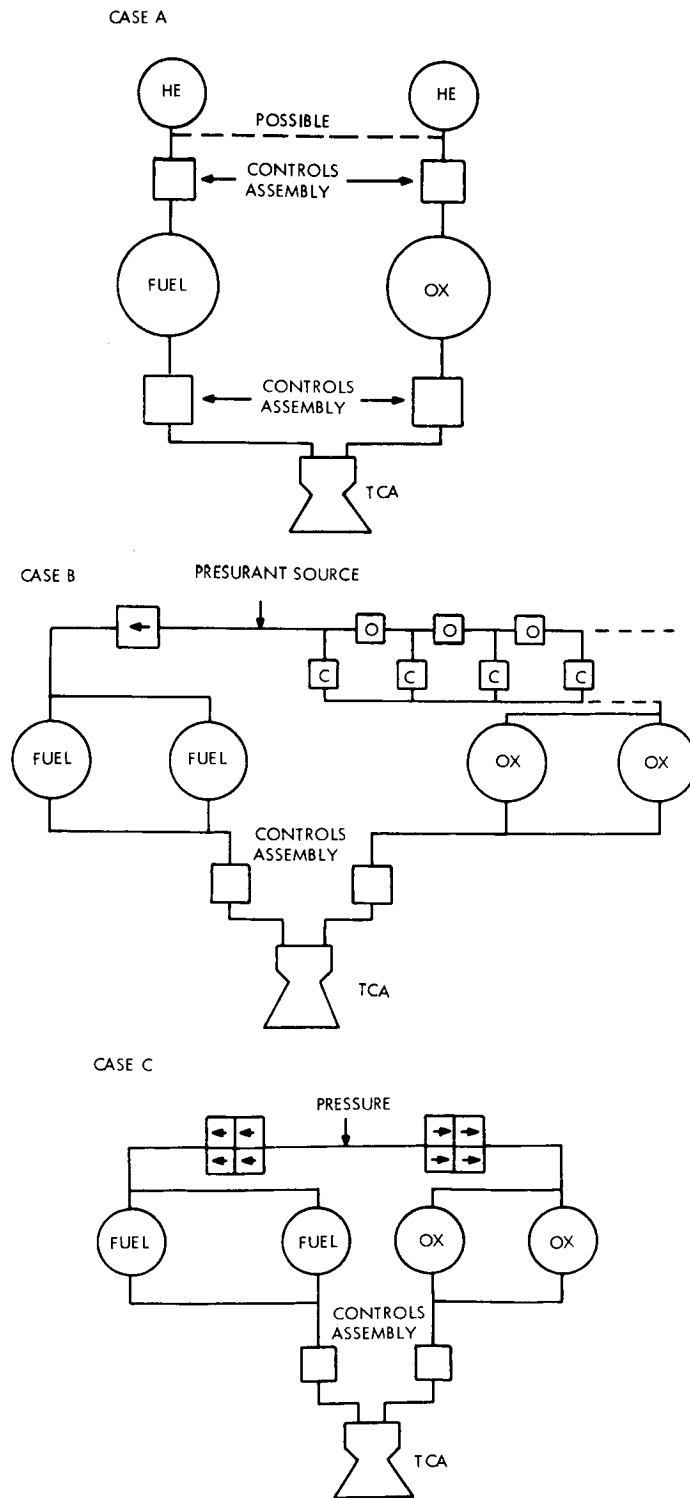 CASE A
HE
HE
POSSIBLE
CONTROLS
ASSEMBLY
FUEL
OX
CONTROLS
ASSEMBLY
TCA
CASE B
PRESURANT SOURCE
O
O
O
C
C
C
C
FUEL
FUEL
OX
OX
CONTROLS
ASSEMBLY
TCA
CASE C
PRESSURE
FUEL
FUEL
OX
OX
CONTROLS
ASSEMBLY
TCA